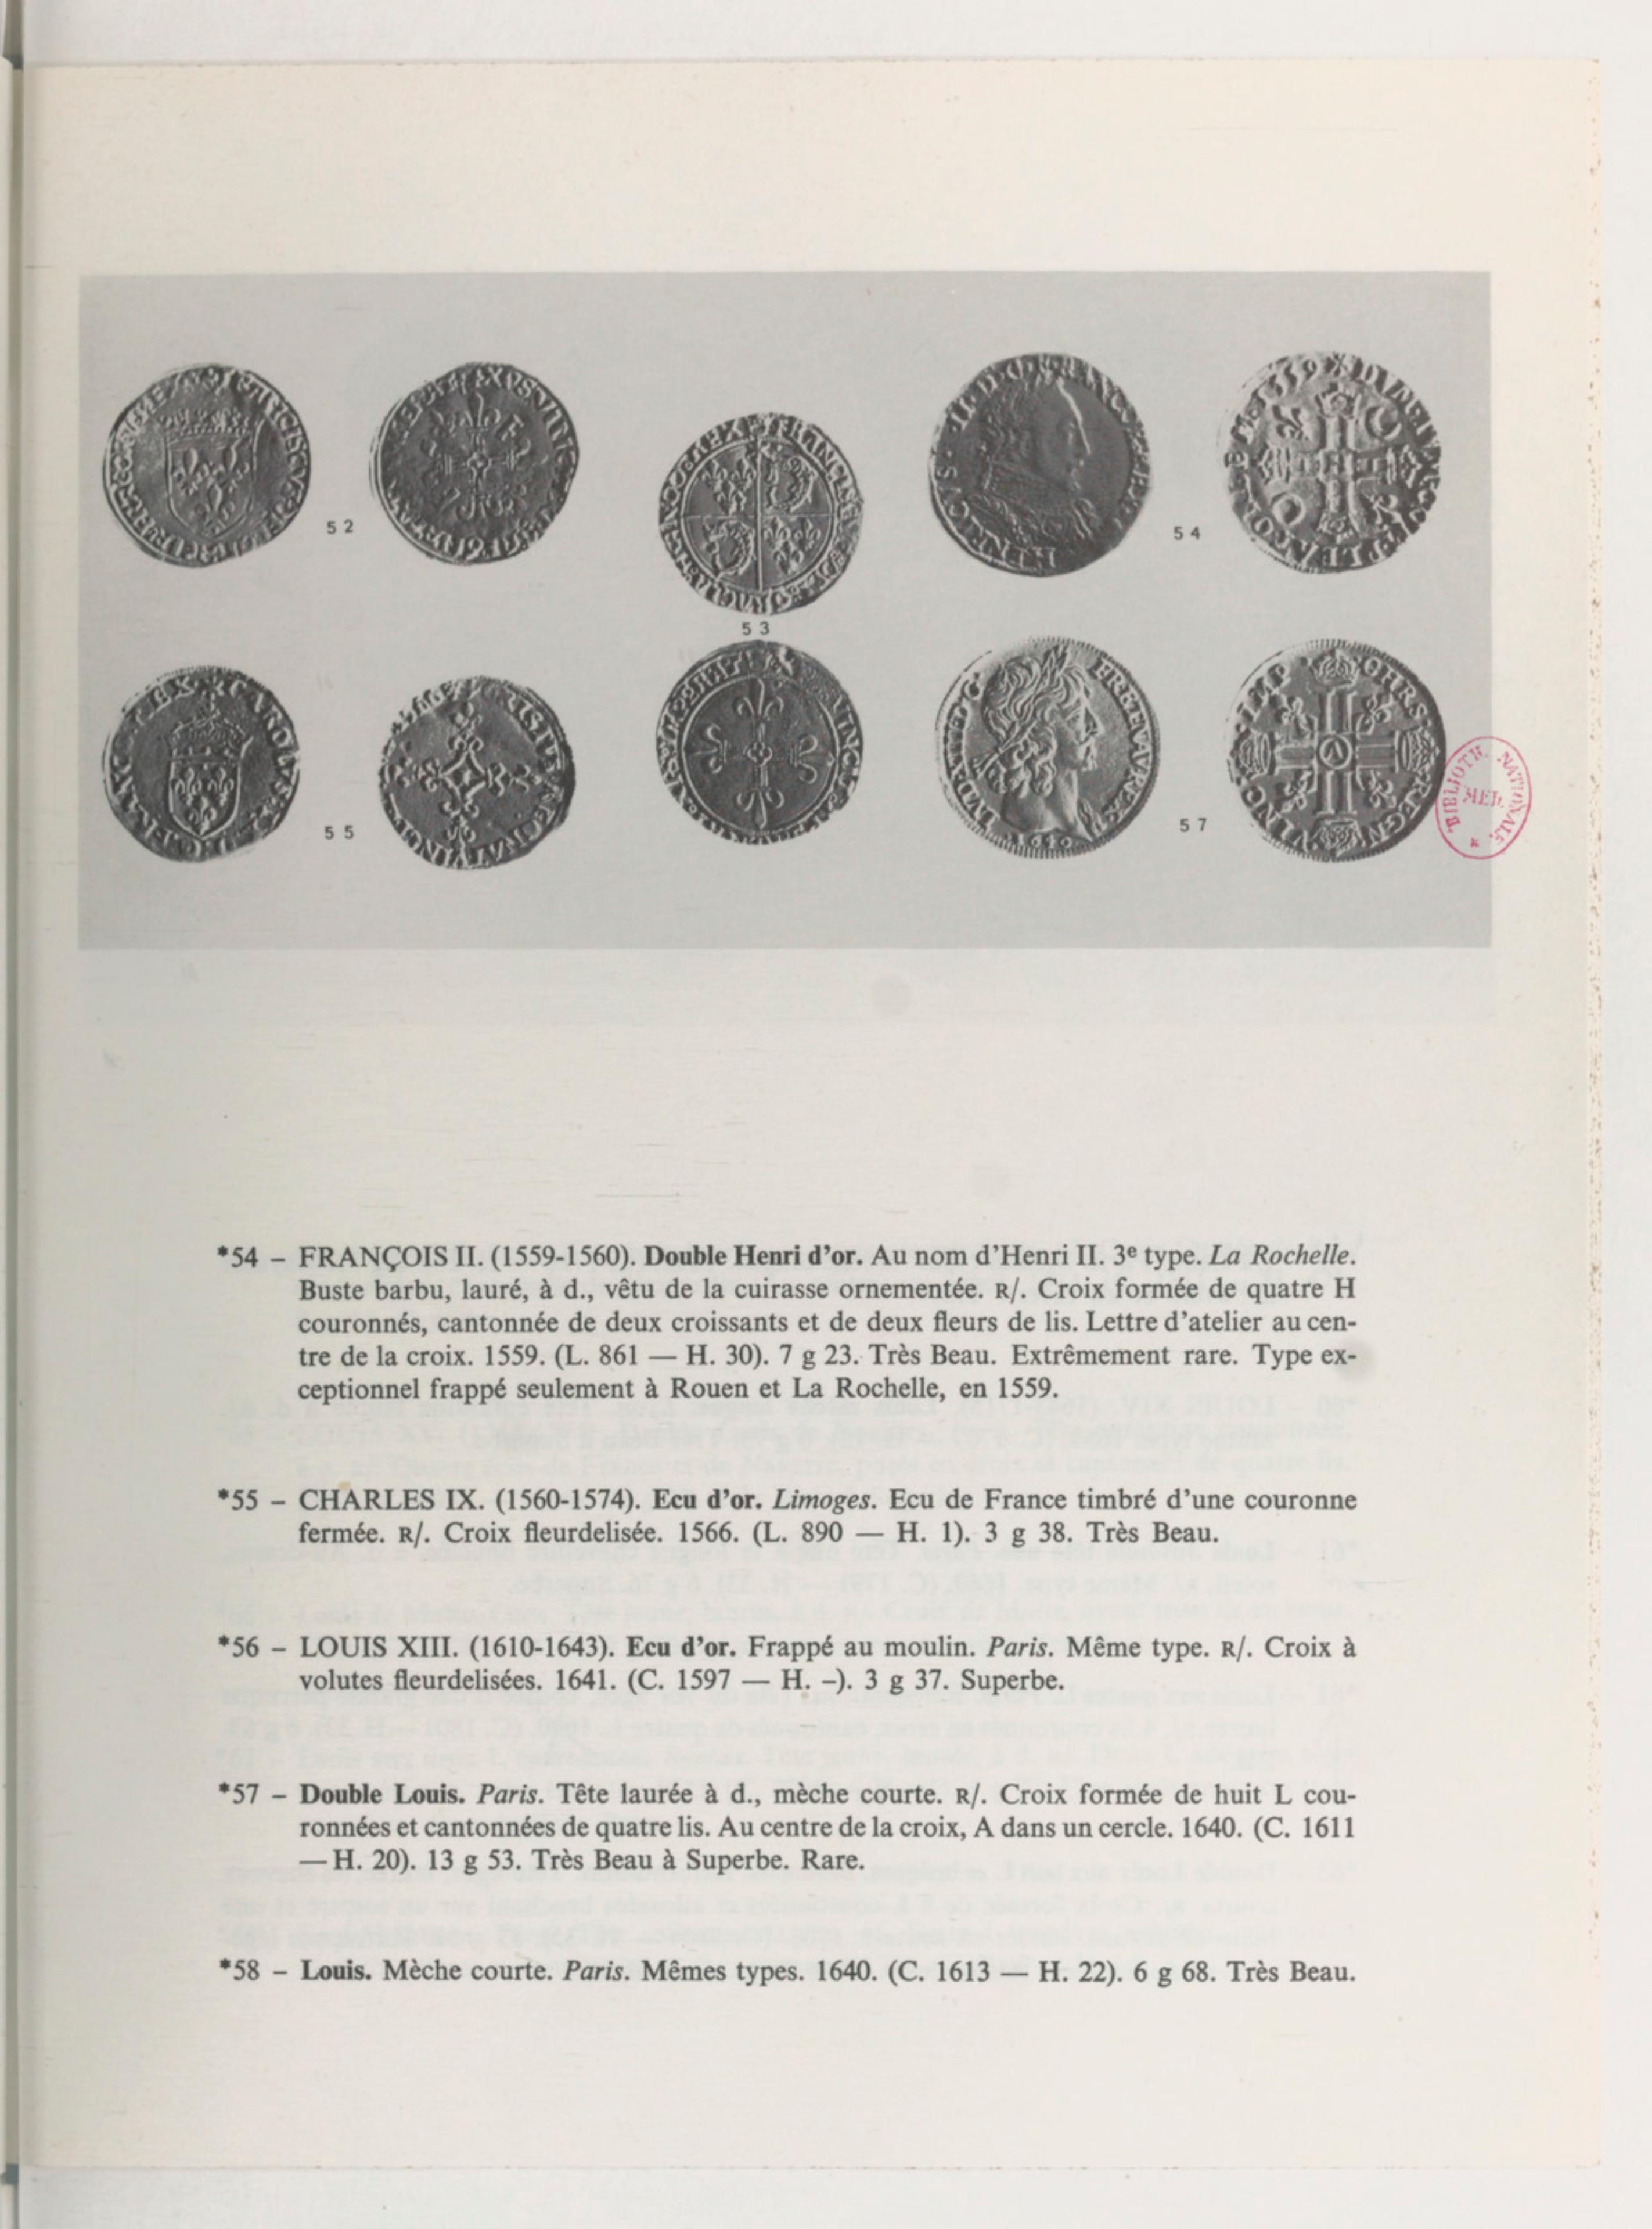 52
53
54
55
57
BIBLIOTH. NATIONALE
MED.
*54 – FRANÇOIS II. (1559-1560). Double Henri d'or. Au nom d'Henri II. 3e type. La Rochelle.
Buste barbu, lauré, à d., vêtu de la cuirasse ornementée. R/. Croix formée de quatre H
couronnés, cantonnée de deux croissants et de deux fleurs de lis. Lettre d'atelier au cen-
tre de la croix. 1559. (L. 861 — H. 30). 7 g 23. Très Beau. Extrêmement rare. Type ex-
ceptionnel frappé seulement à Rouen et La Rochelle, en 1559.
*55 – CHARLES IX. (1560-1574). Ecu d'or. Limoges. Ecu de France timbré d'une couronne
fermée. R/. Croix fleurdelisée. 1566. (L. 890 — H. 1). 3 g 38. Très Beau.
*56 – LOUIS XIII. (1610-1643). Ecu d'or. Frappé au moulin. Paris. Même type. R/. Croix à
volutes fleurdelisées. 1641. (C. 1597 — H. –). 3 g 37. Superbe.
*57 – Double Louis. Paris. Tête laurée à d., mèche courte. R/. Croix formée de huit L cou-
ronnées et cantonnées de quatre lis. Au centre de la croix, A dans un cercle. 1640. (C. 1611
— H. 20). 13 g 53. Très Beau à Superbe. Rare.
*58 – Louis. Mèche courte. Paris. Mêmes types. 1640. (C. 1613 — H. 22). 6 g 68. Très Beau.